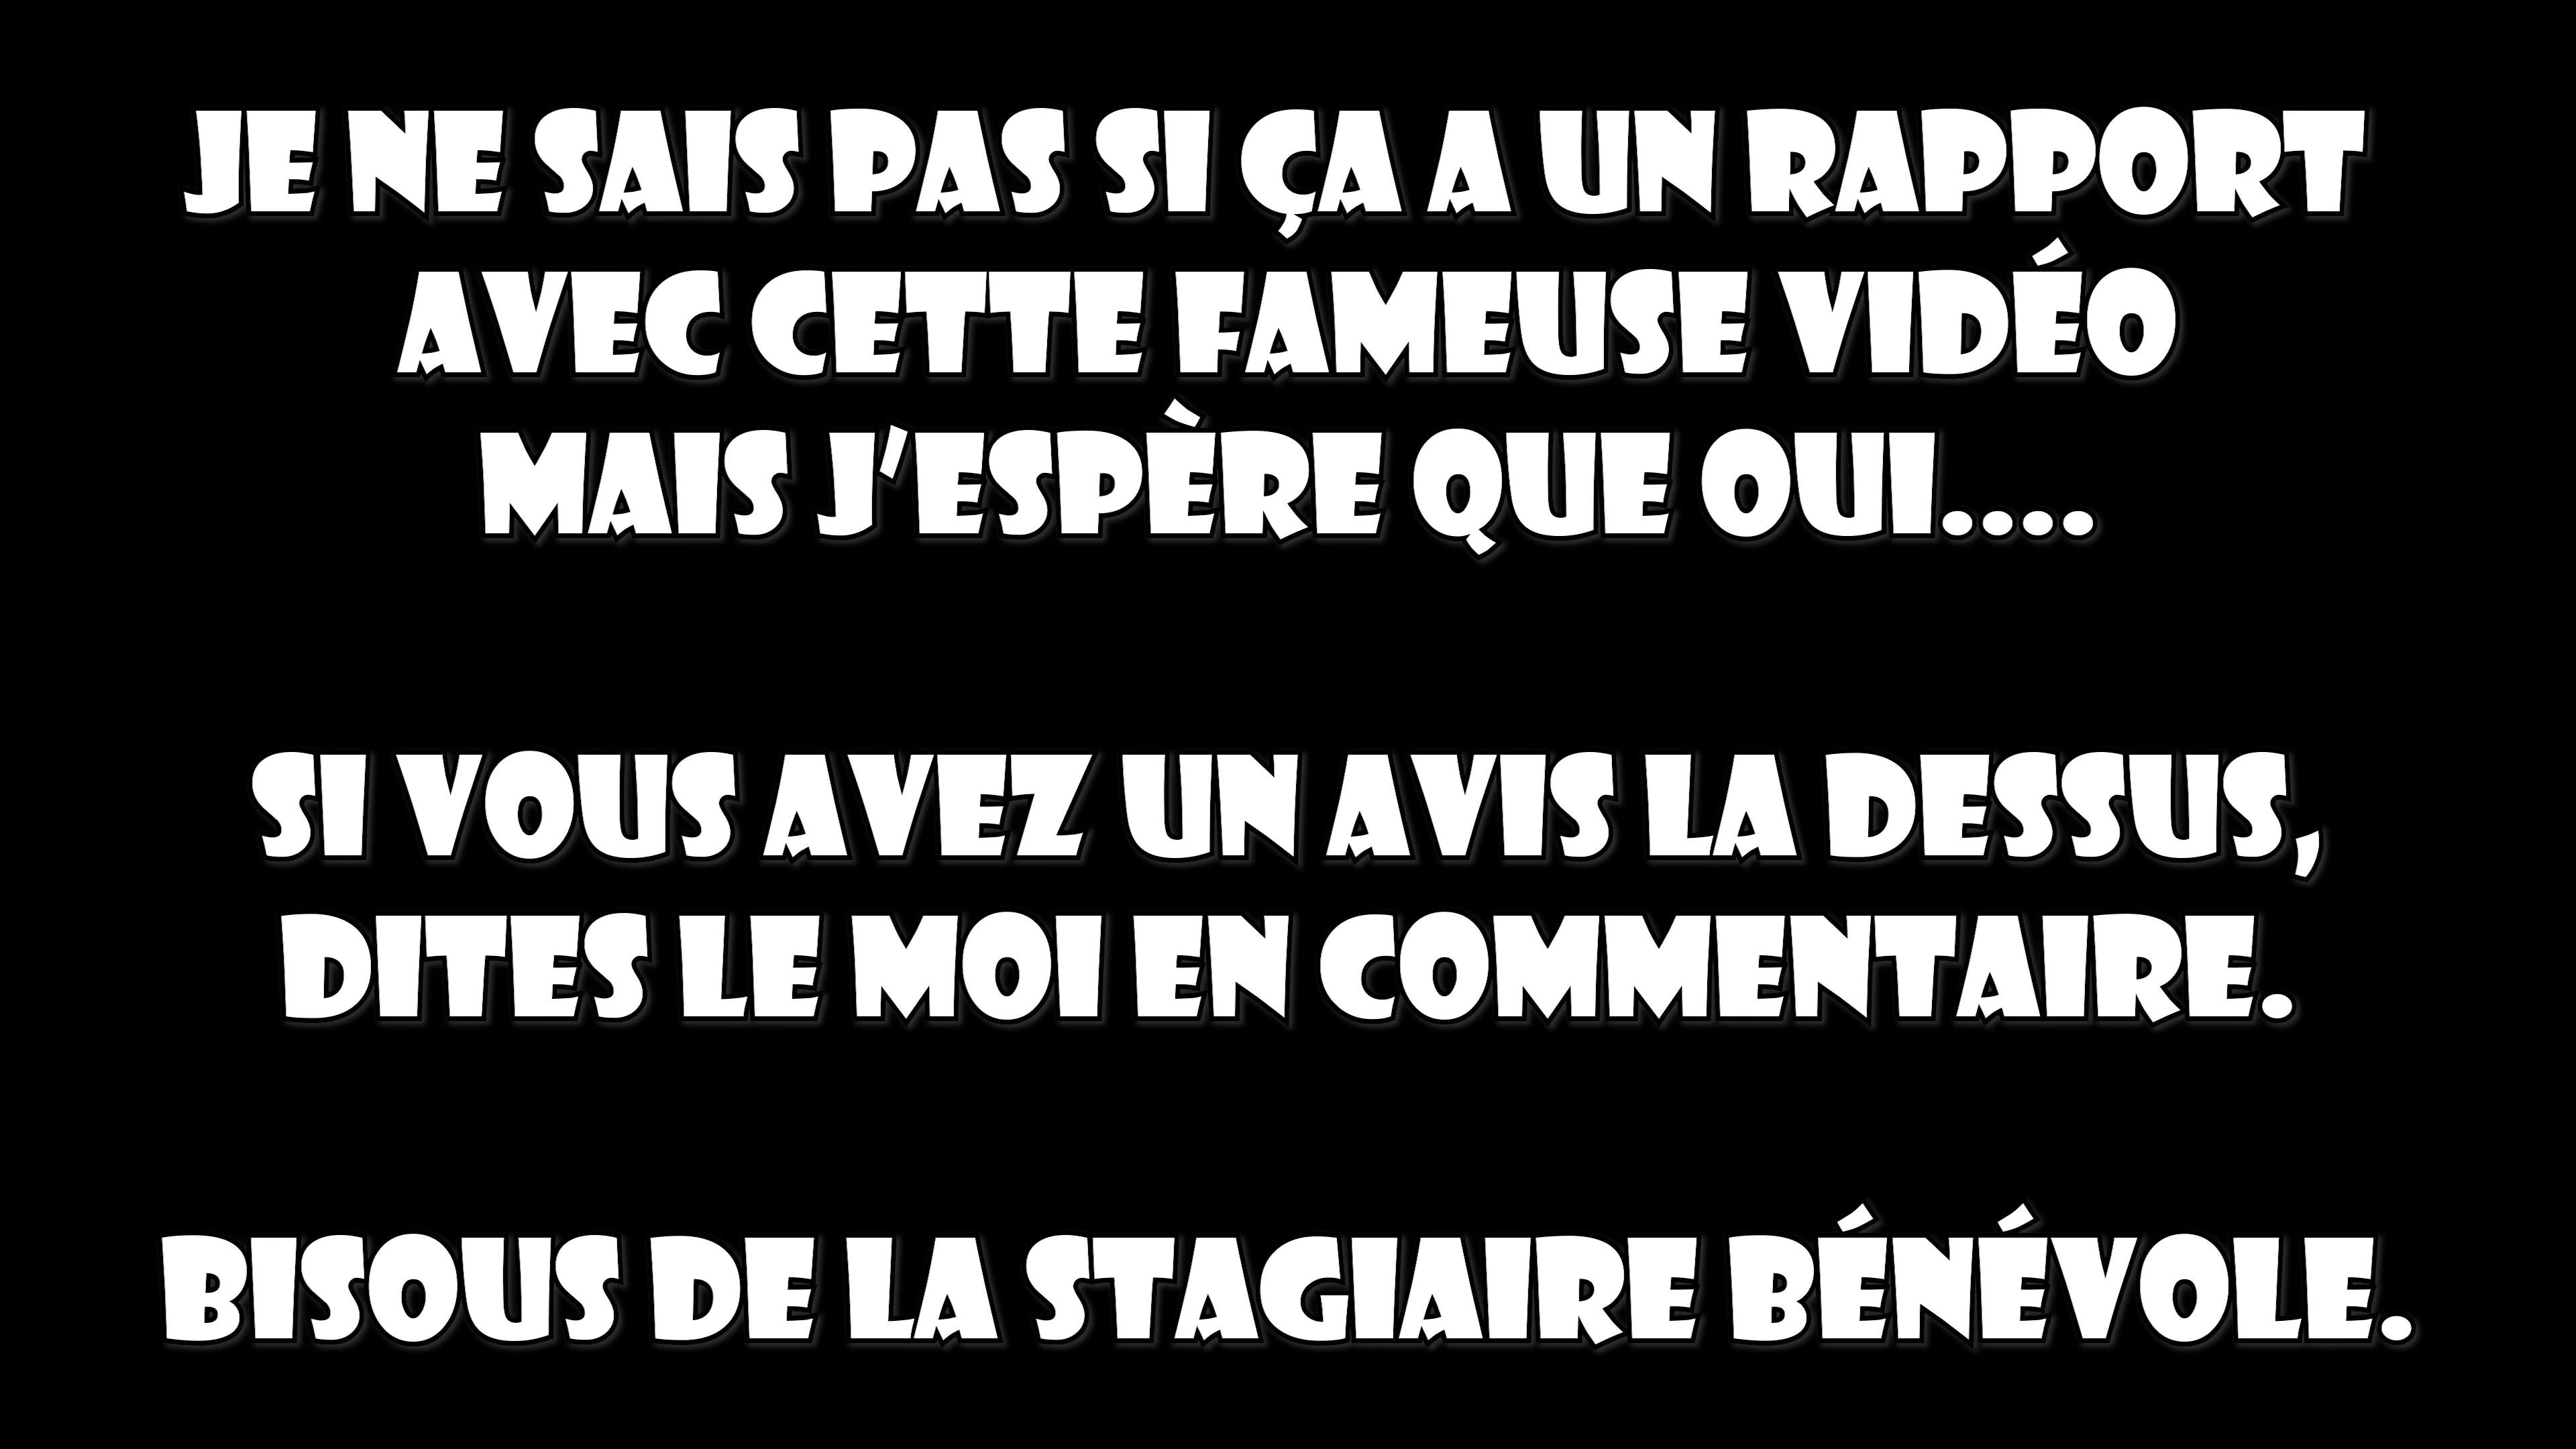 JE NE SAIS PAS SI ÇA A UN RAPPORT
AVEC CETTE FAMEUSE VIDÉO
MAIS J'ESPÈRE QUE OUI....
SI VOUS AVEZ UN AVIS LA DESSUS,
DITES LE MOI EN COMMENTAIRE.
BISOUS DE LA STAGIAIRE BÉNÉVOLE.